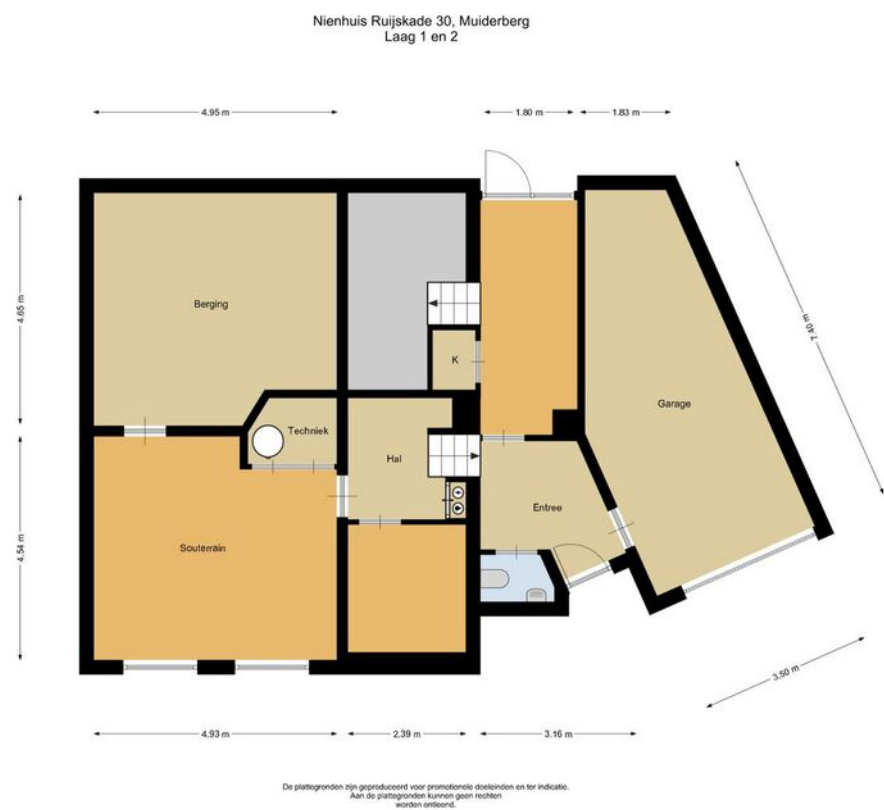 Nienhuis Ruijskade 30, Muiderberg
Laag 1 en 2
4.95 m
1.80 m
1.83 m
4.65 m
7.40 m
Berging
K
Garage
Techniek
Hal
Entree
4.54 m
Souterrain
3.50 m
4.93 m
2.39 m
3.16 m
De plattegronden zijn geproduceerd voor promotionele doeleinden en ter indicatie.
Aan de plattegronden kunnen geen rechten
worden ontleend.